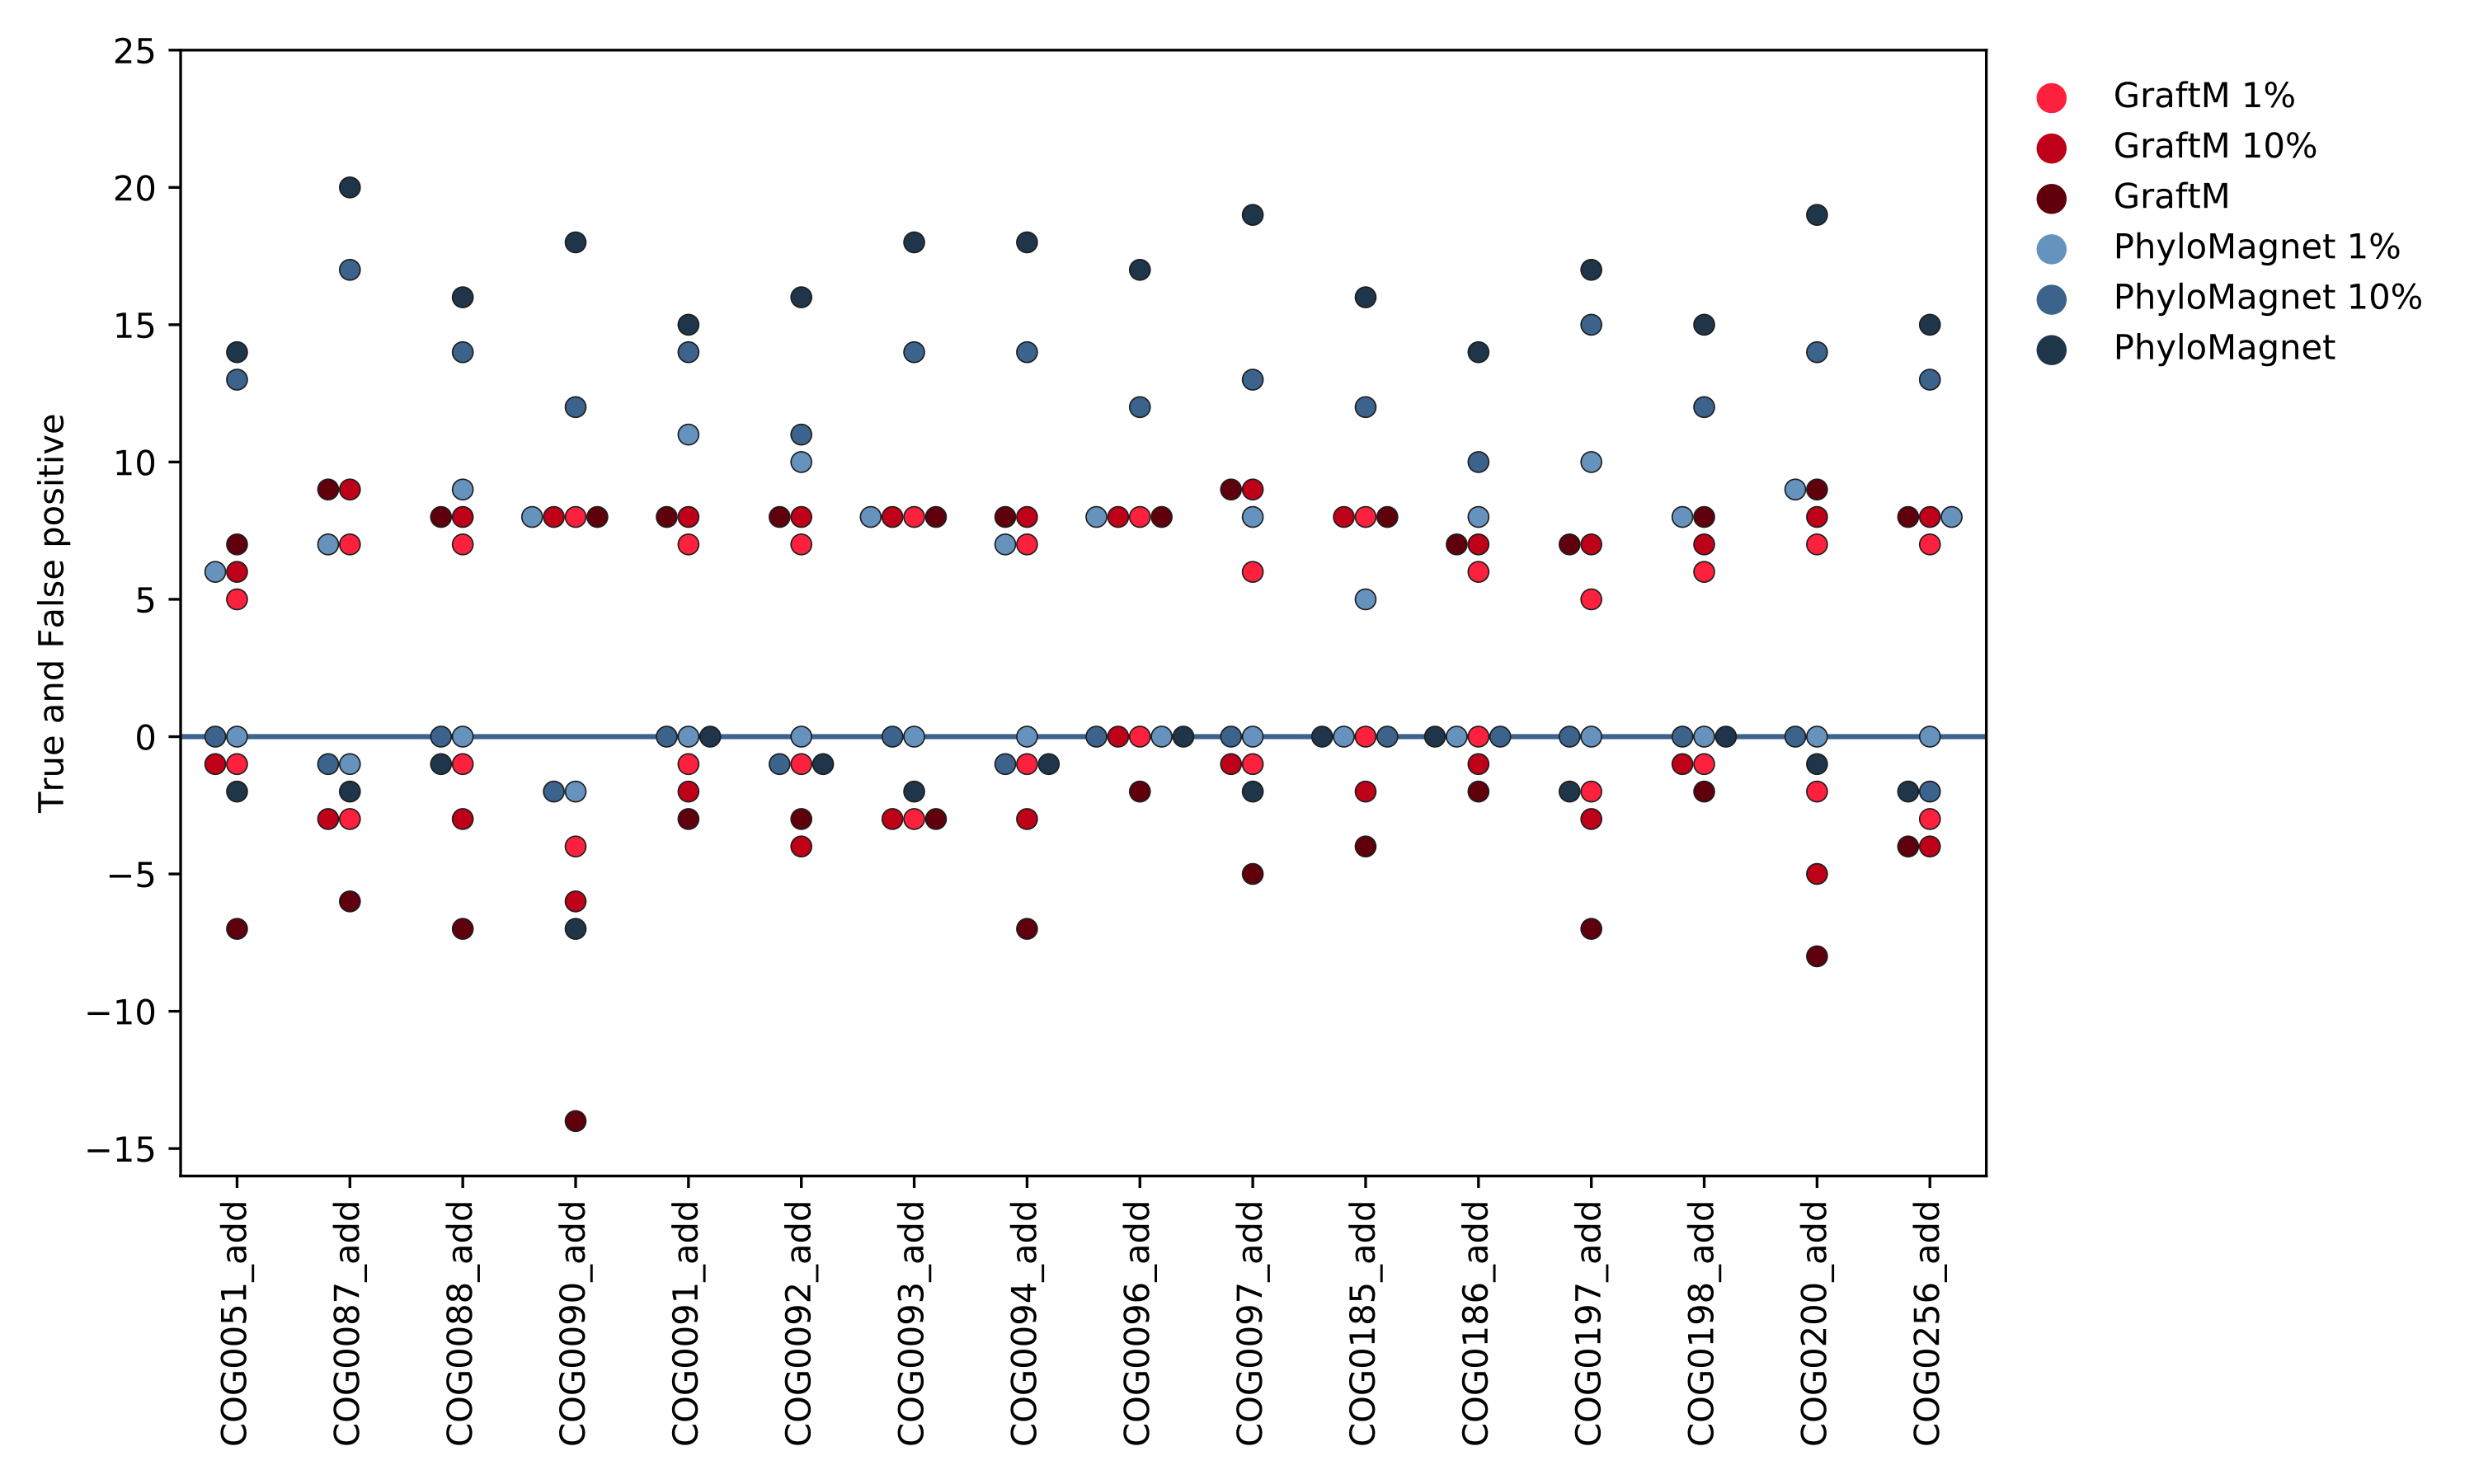 25
20
15
10
5
0
−5
−10
−15
True and False positive
COG0051_add
COG0087_add
COG0088_add
COG0090_add
COG0091_add
COG0092_add
COG0093_add
COG0094_add
COG0096_add
COG0097_add
COG0185_add
COG0186_add
COG0197_add
COG0198_add
COG0200_add
COG0256_add
GraftM 1%
GraftM 10%
GraftM
PhyloMagnet 1%
PhyloMagnet 10%
PhyloMagnet